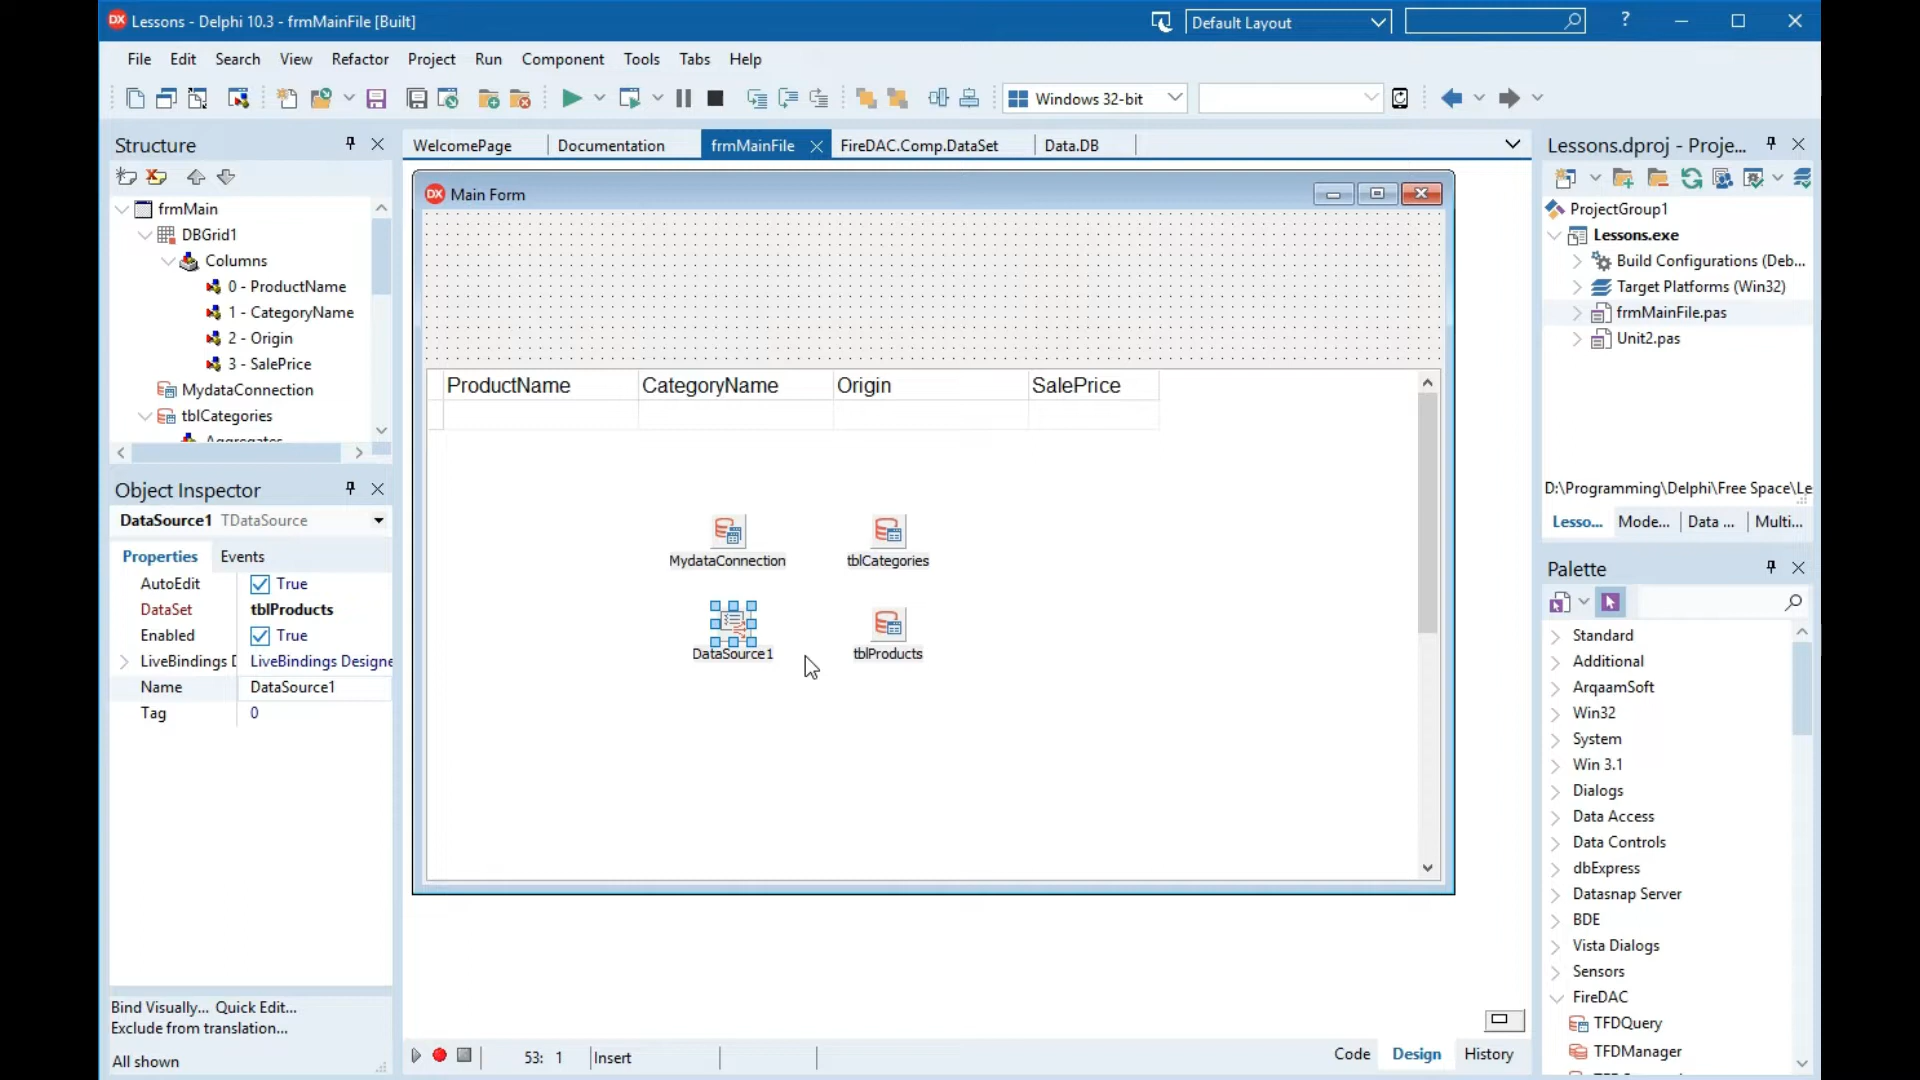 Lessons - Delphi 10.3 - frmMainFile [Built]
Default Layout
?
File Edit Search View Refactor Project Run Component Tools Tabs Help
Windows 32-bit
Structure
frmMain
DBGrid1
Columns
0 - ProductName
1 - CategoryName
2 - Origin
3 - SalePrice
MydataConnection
tblCategories
Aggregates
Object Inspector
DataSource1 TDataSource
Properties Events
AutoEdit True
DataSet tblProducts
Enabled True
LiveBindings D LiveBindings Designe
Name DataSource1
Tag 0
Bind Visually... Quick Edit...
Exclude from translation...
All shown
WelcomePage Documentation frmMainFile FireDAC.Comp.DataSet Data.DB
DX Main Form
ProductName CategoryName Origin SalePrice
MydataConnection tblCategories
DataSource1 tblProducts
53: 1 Insert
Code Design History
Lessons.dproj - Proje...
ProjectGroup1
Lessons.exe
Build Configurations (Deb...
Target Platforms (Win32)
frmMainFile.pas
Unit2.pas
D:\Programming\Delphi\Free Space\Le
Lesso... Mode... Data ... Multi...
Palette
Standard
Additional
ArqaamSoft
Win32
System
Win 3.1
Dialogs
Data Access
Data Controls
dbExpress
Datasnap Server
BDE
Vista Dialogs
Sensors
FireDAC
TFDQuery
TFDManager